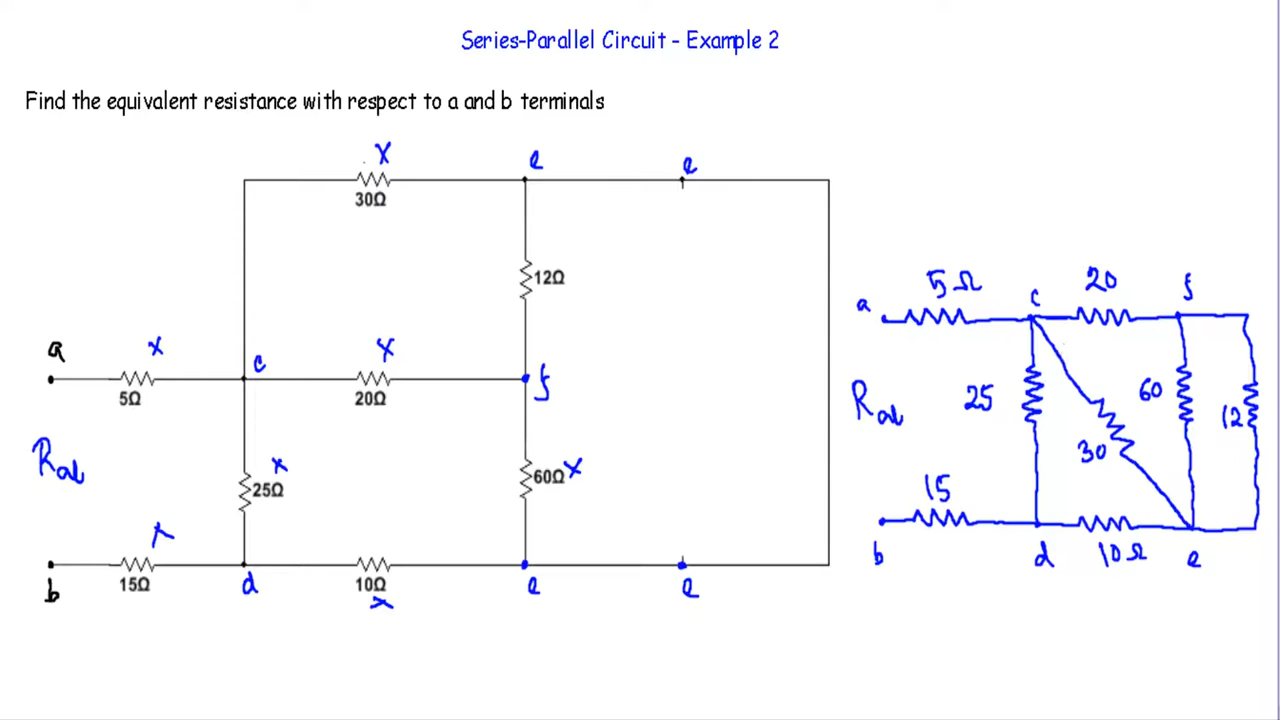 Series-Parallel Circuit - Example 2
Find the equivalent resistance with respect to a and b terminals
x
e
e
30Ω
12Ω
a
x
c
x
f
5Ω
20Ω
Rab
x
25Ω
60Ω x
x
b
15Ω
d
10Ω
x
e
e
a
5Ω
c
20
f
Rab
25
30
60
12
15
b
d
10Ω
e